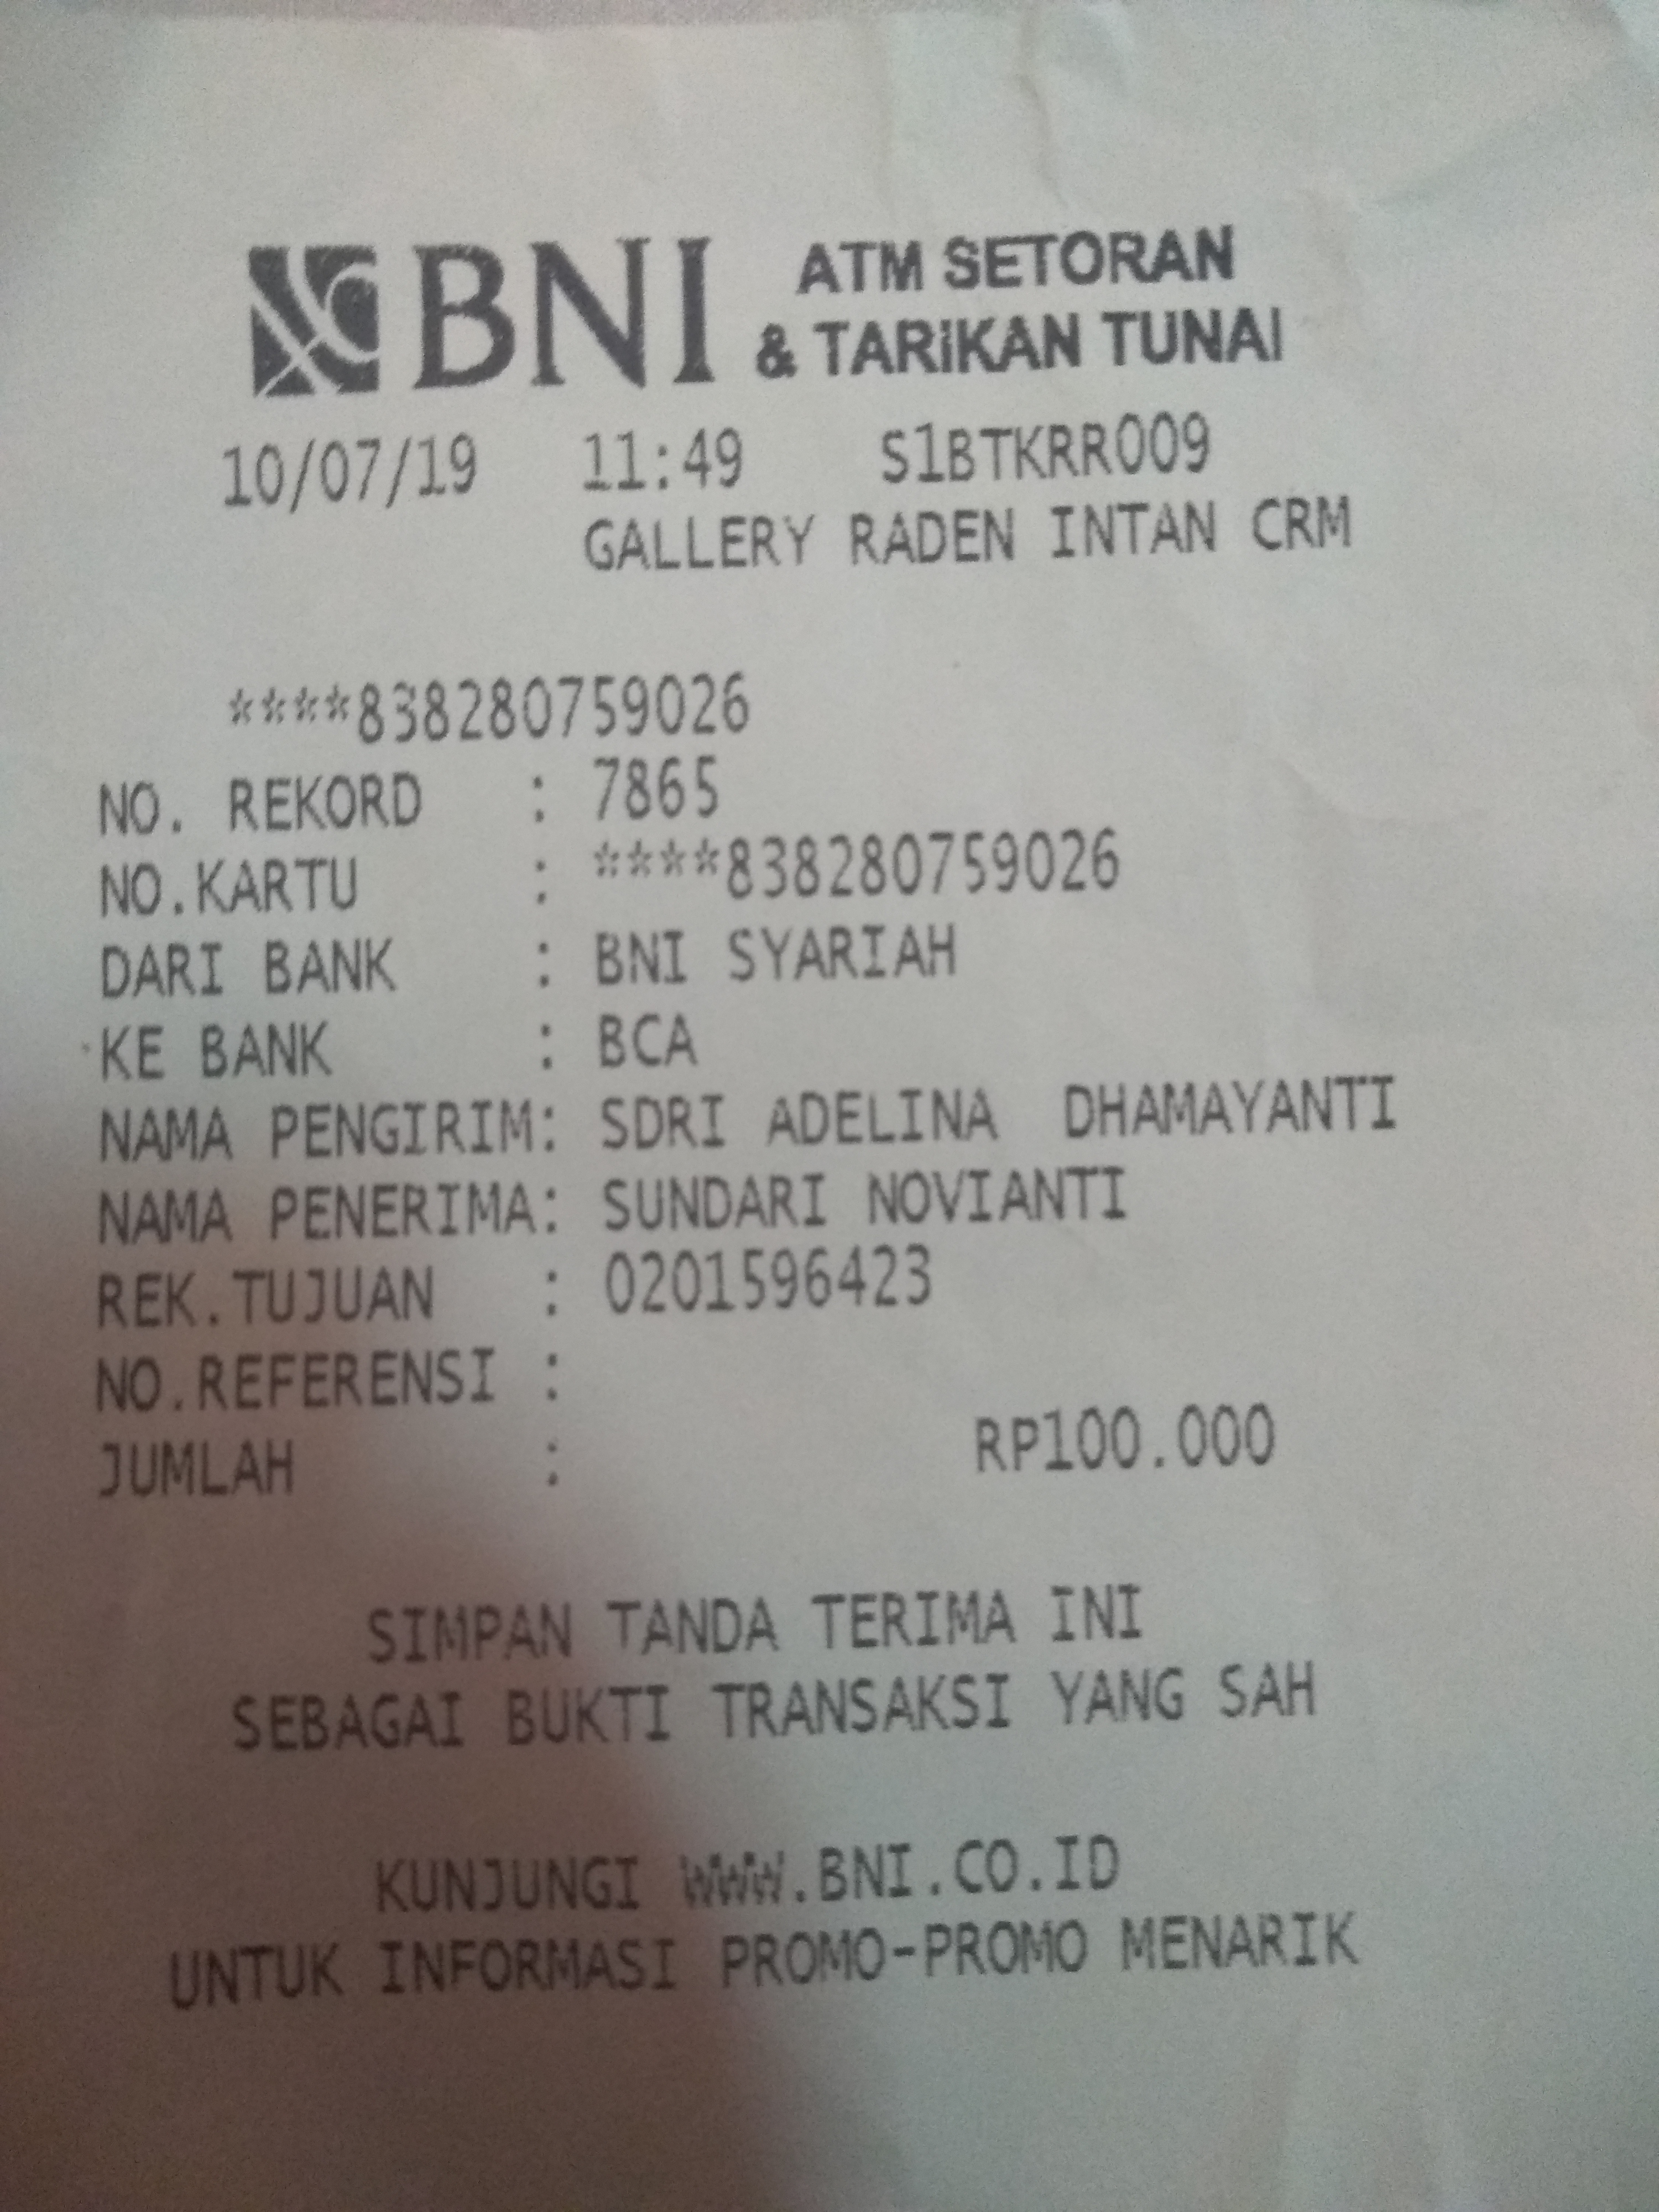 BNI ATM SETORAN
& TARiKAN TUNAI
10/07/19 11:49 S1BTKRR009
GALLERY RADEN INTAN CRM
****838280759026
NO. REKORD : 7865
NO.KARTU : ****838280759026
DARI BANK : BNI SYARIAH
KE BANK : BCA
NAMA PENGIRIM: SDRI ADELINA DHAMAYANTI
NAMA PENERIMA: SUNDARI NOVIANTI
REK.TUJUAN : 0201596423
NO.REFERENSI :
JUMLAH : RP100.000
SIMPAN TANDA TERIMA INI
SEBAGAI BUKTI TRANSAKSI YANG SAH
KUNJUNGI WWW.BNI.CO.ID
UNTUK INFORMASI PROMO-PROMO MENARIK